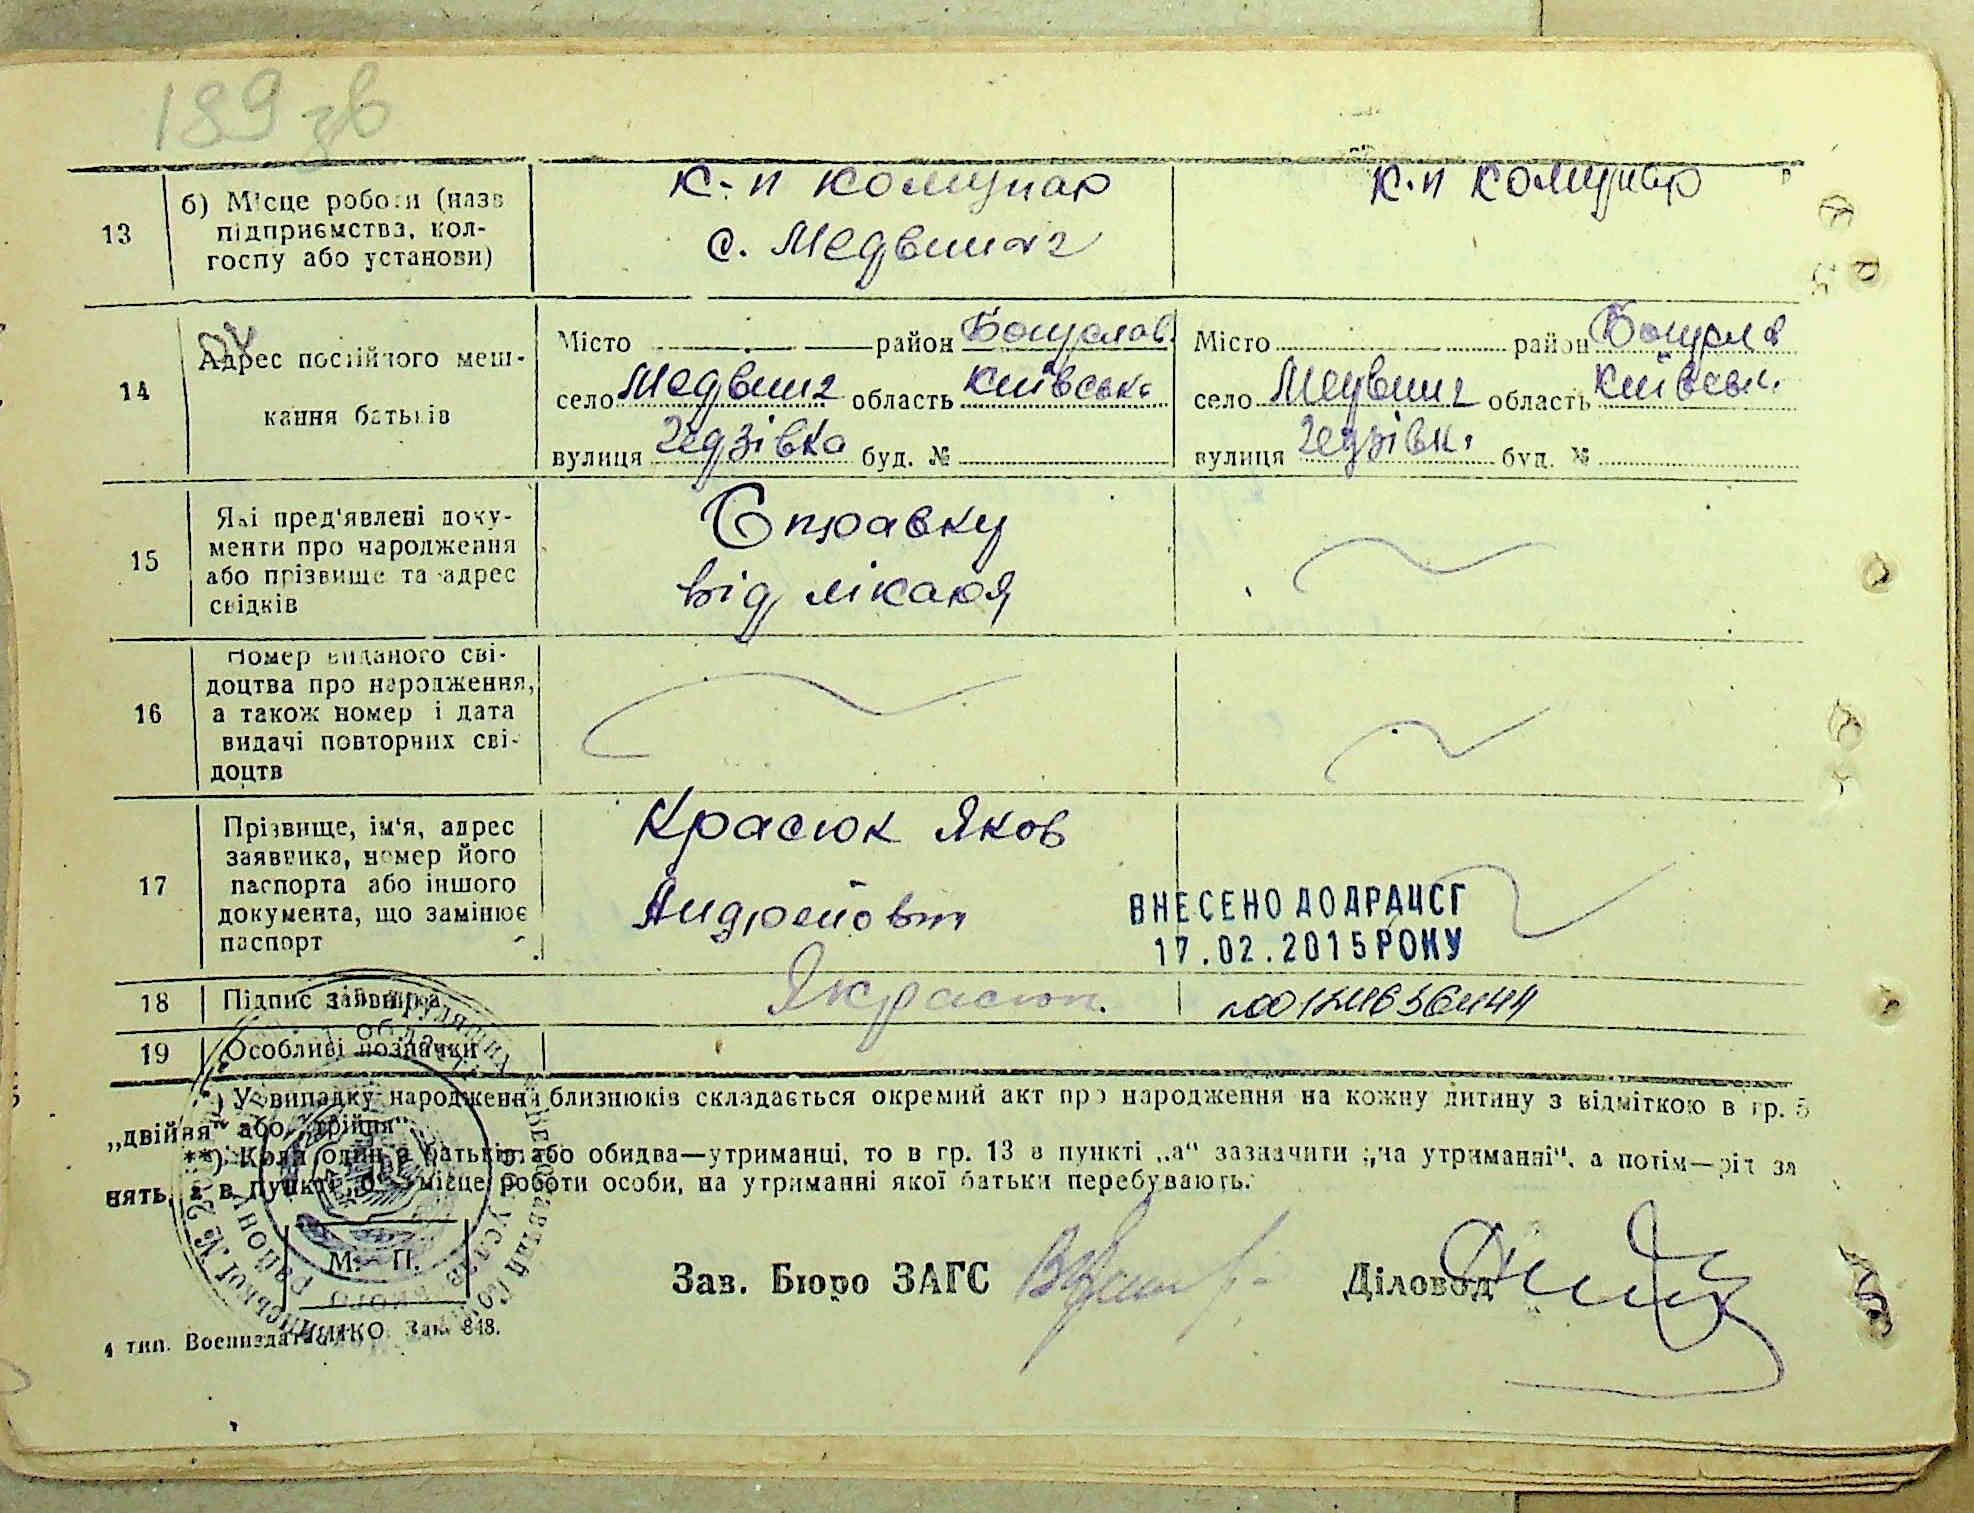 189 зв
13
б) Місце роботи (назв
підприємства, кол-
госпу або установи)
к-п комунар
с. Медвин
к.п комунар
14
Адрес постійного меш-
кання батьків
Місто район Богуслав.
село Медвин область Київська
вулиця Гедзівка буд. №
Місто район Богусла
село Медвин область Київськ.
вулиця Гедзівк. буд. №
15
Які пред'явлені доку-
менти про народження
або прізвище та адрес
свідків
Справку
від лікаря
16
Номер виданого сві-
доцтва про народження,
а також номер і дата
видачі повторних сві-
доцтв
17
Прізвище, ім'я, адрес
заявника, номер його
паспорта або іншого
документа, що замінює
паспорт
Красюк Яков
Андрейович
ВНЕСЕНО ДО ДРАЦСГ
17.02.2015 РОКУ
18
Підпис заявника
ЯКрасюк.
19
Особливі позначки
*) У випадку народження близнюків складається окремий акт про народження на кожну дитину з відміткою в гр. 5
„двійня“ або „трійня“
**) Коли один з батьків або обидва—утриманці, то в гр. 13 в пункті „а“ зазначити „на утриманні“, а потім—рід за
нять, а в пункті „б“ місце роботи особи, на утриманні якої батьки перебувають.
М. П.
Зав. Бюро ЗАГС
Діловод
4 тип. Воениздата Зак. 848.